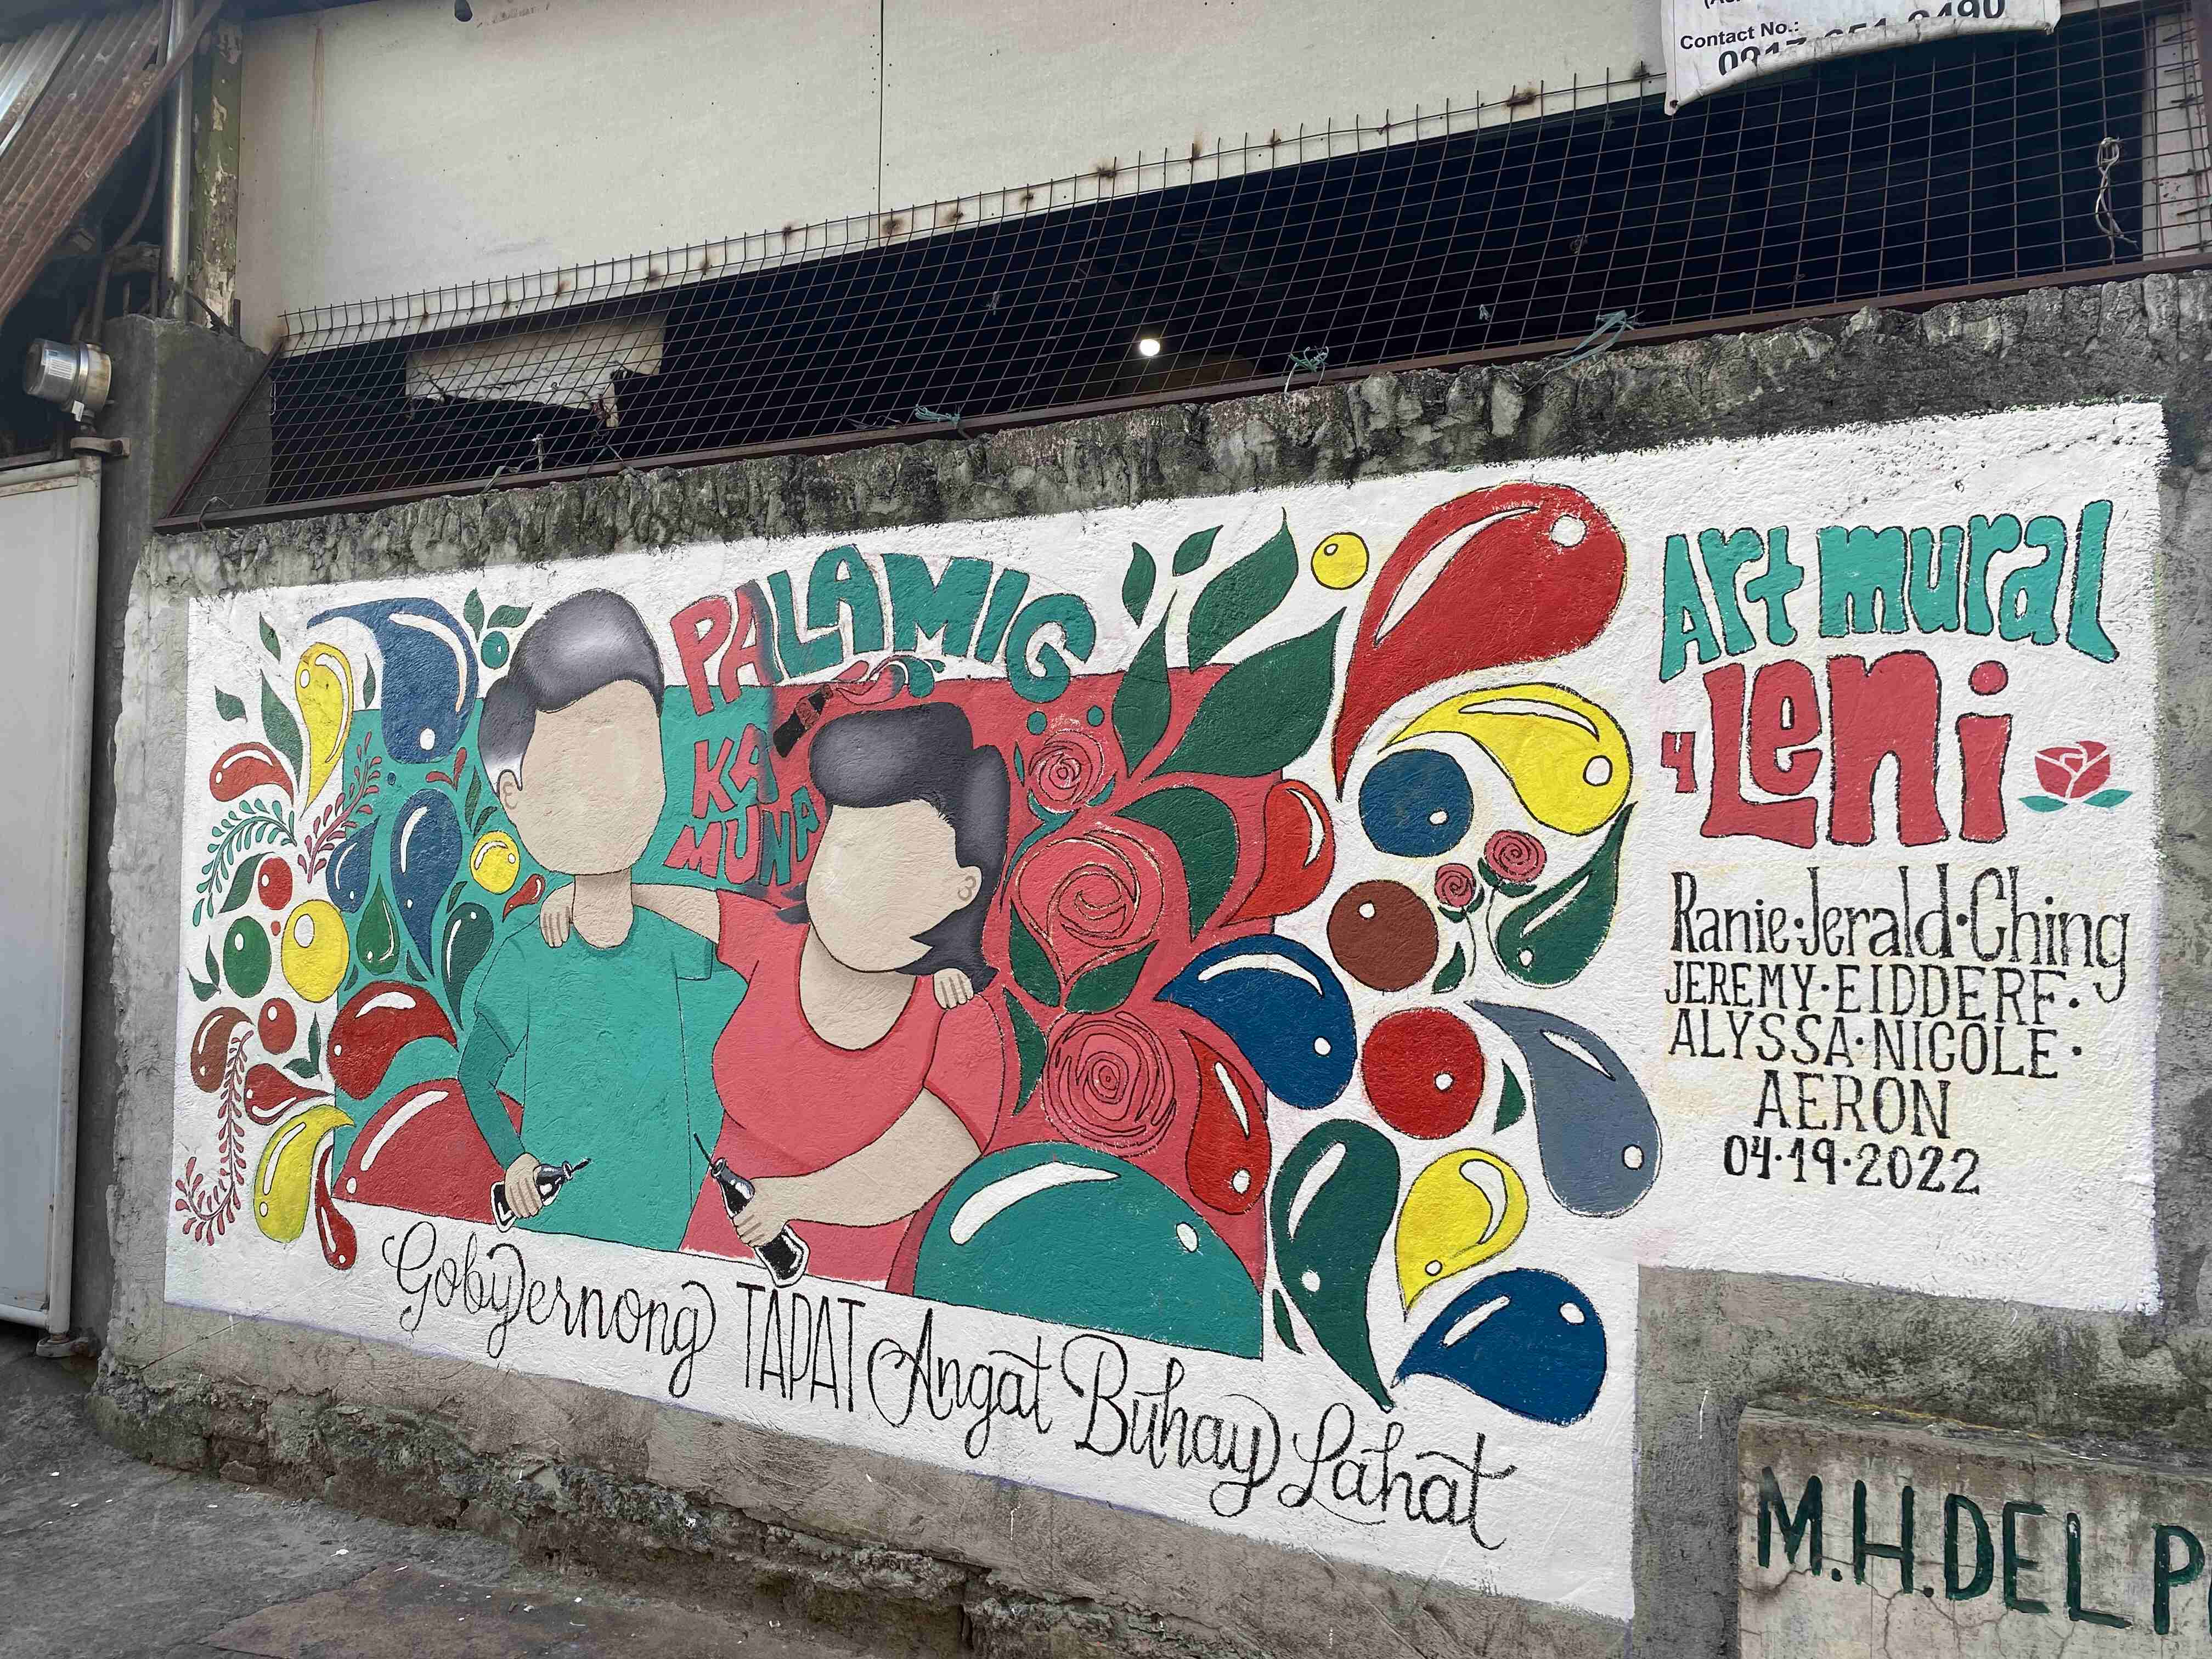 Contact No.:
PALAMIG
KA
MUNA
Art mural
4 Leni
Ranie·Jerald·Ching
JEREMY·EIDDERF·
ALYSSA·NICOLE·
AERON
04·19·2022
Gobyernong TAPAT Angat Buhay Lahat
M.H.DEL P